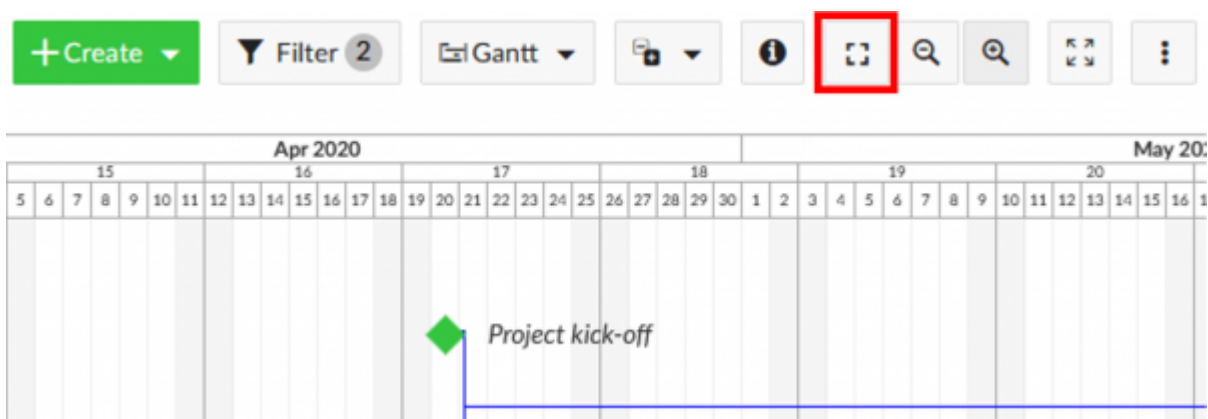 + Create Filter 2 Gantt
Apr 2020 May 202
15 16 17 18 19 20
5 6 7 8 9 10 11 12 13 14 15 16 17 18 19 20 21 22 23 24 25 26 27 28 29 30 1 2 3 4 5 6 7 8 9 10 11 12 13 14 15 16 1
Project kick-off